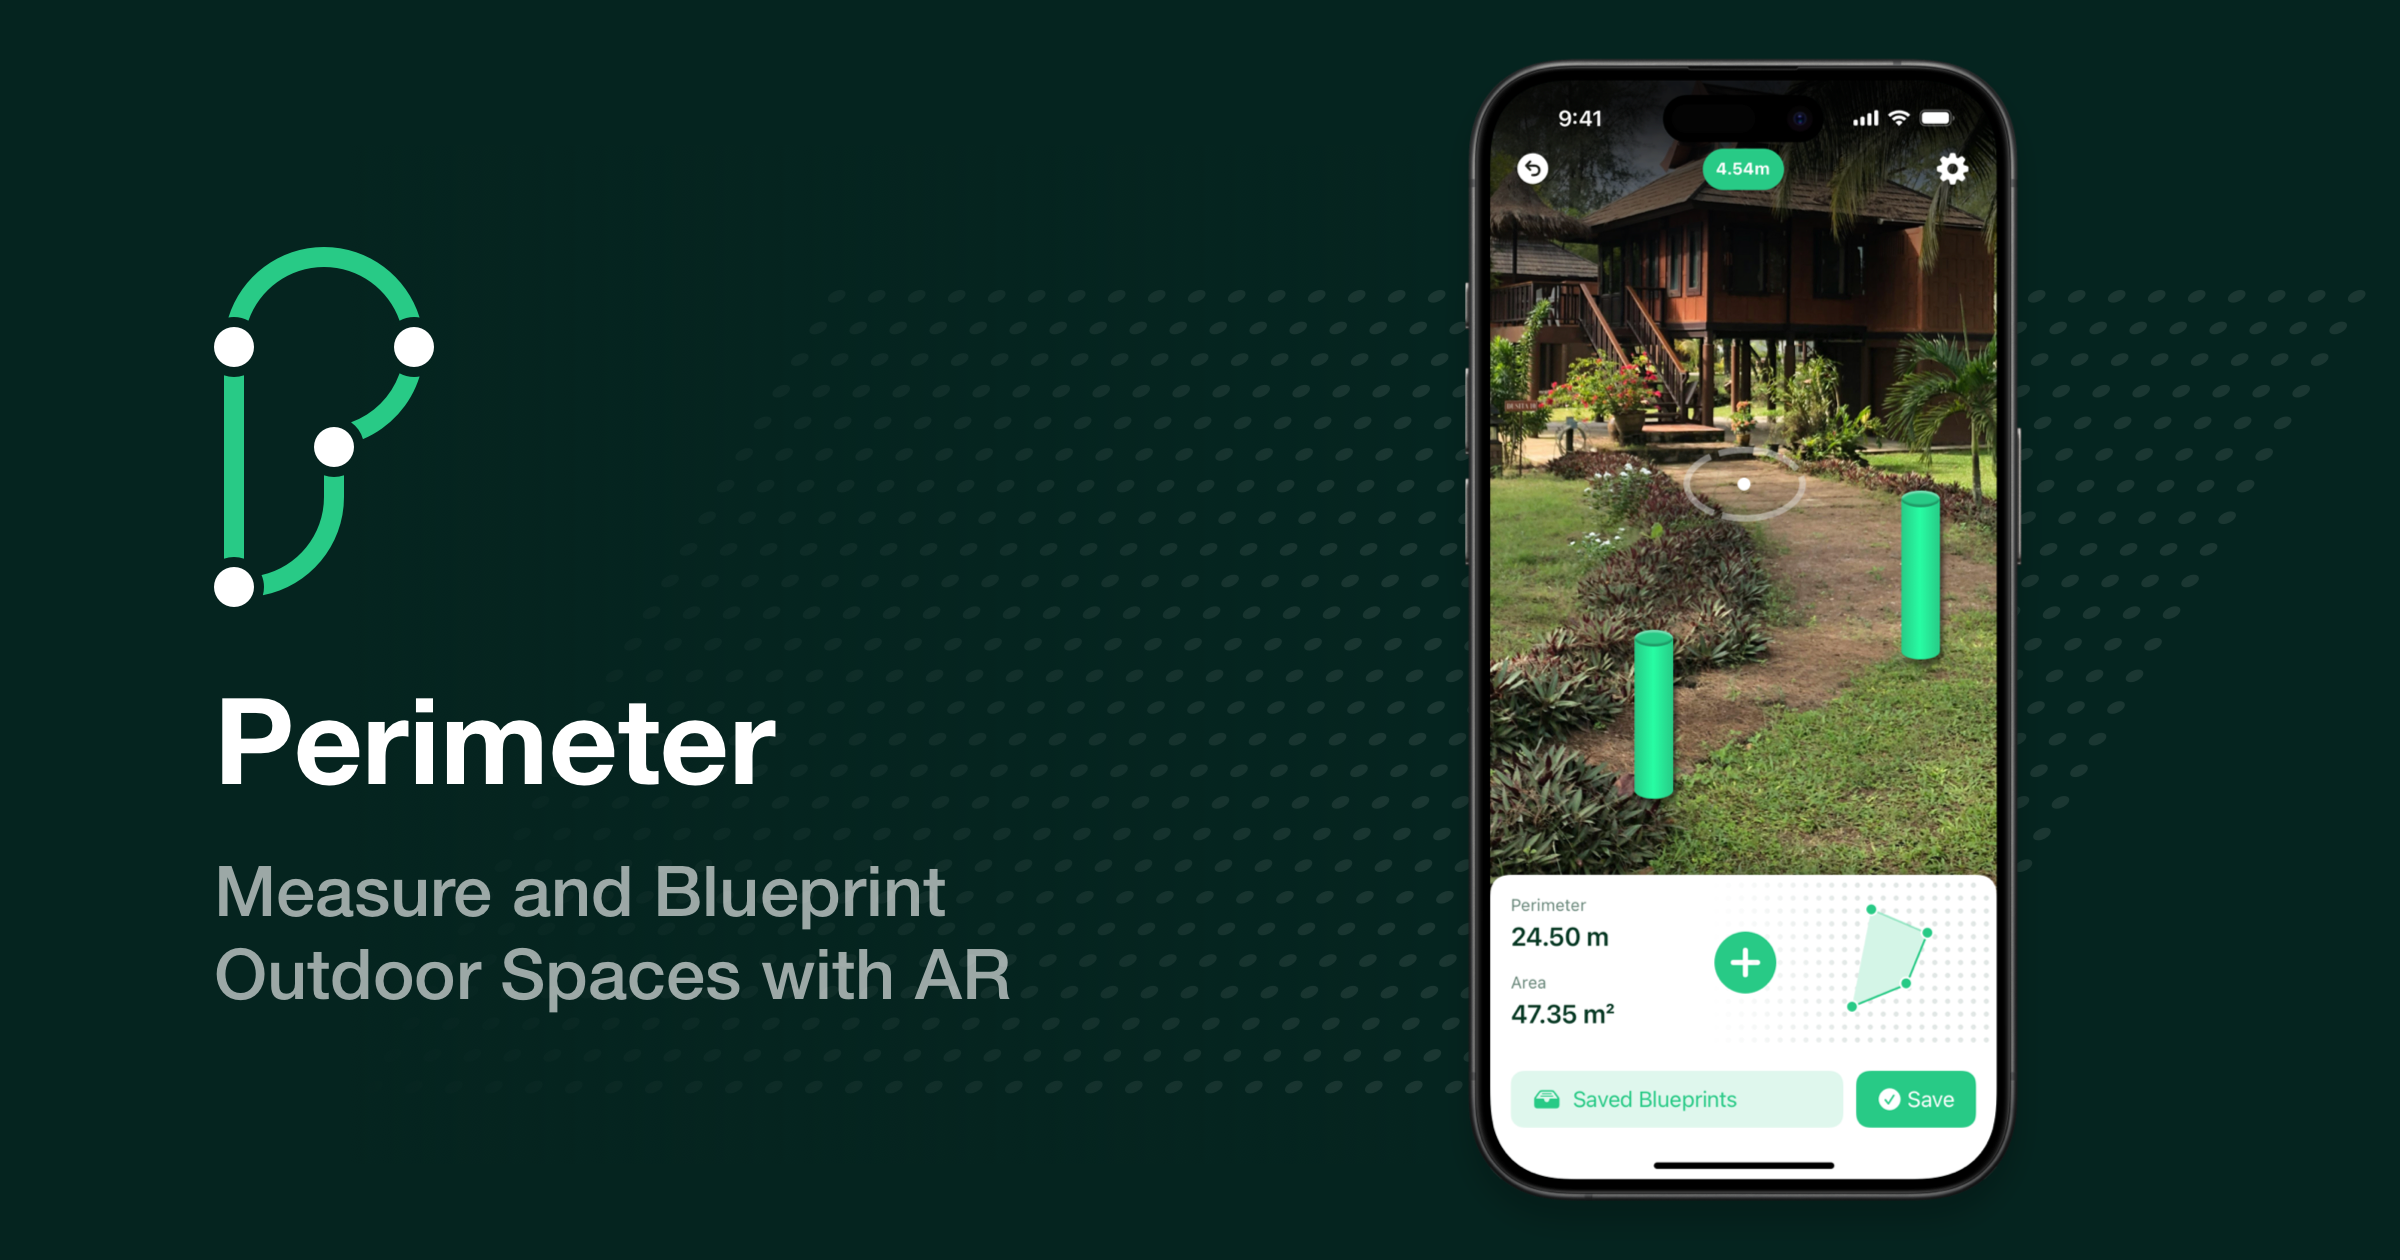 Perimeter
Measure and Blueprint
Outdoor Spaces with AR
9:41
4.54m
Perimeter
24.50 m
Area
47.35 m²
Saved Blueprints
Save